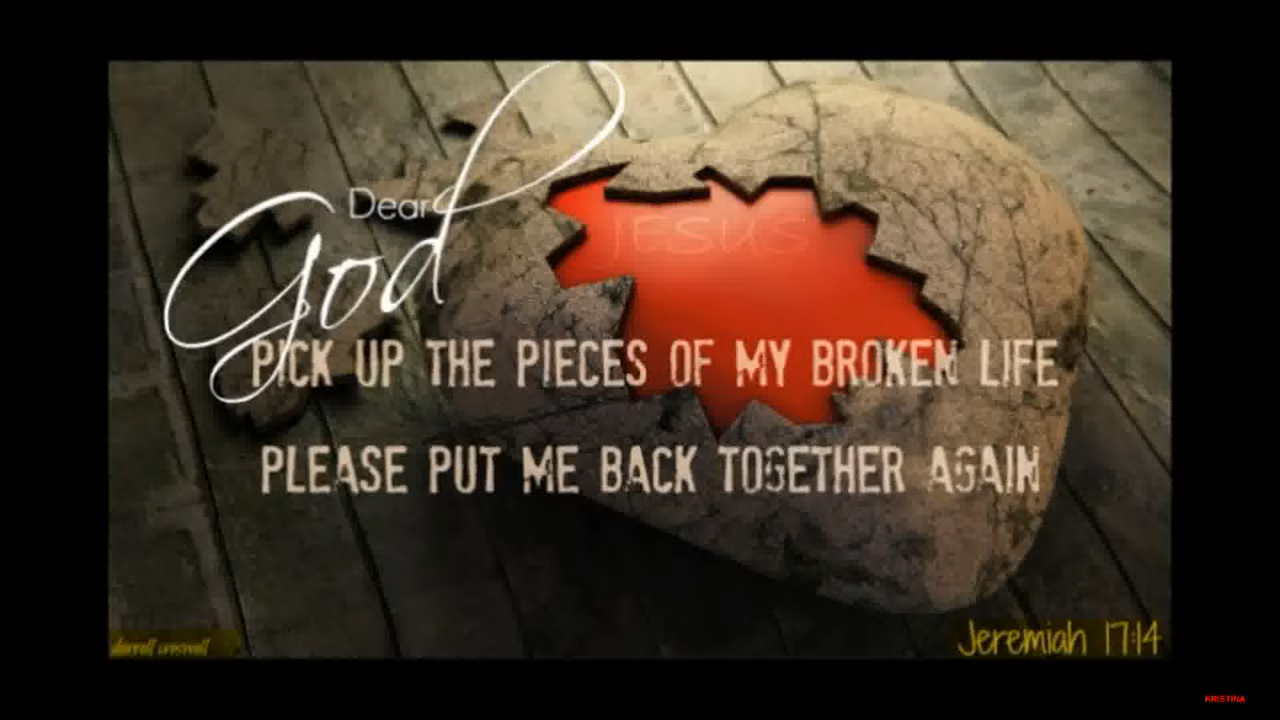 Dear
God
JESUS
PICK UP THE PIECES OF MY BROKEN LIFE
PLEASE PUT ME BACK TOGETHER AGAIN
Jeremiah 17:14
KRISTINA